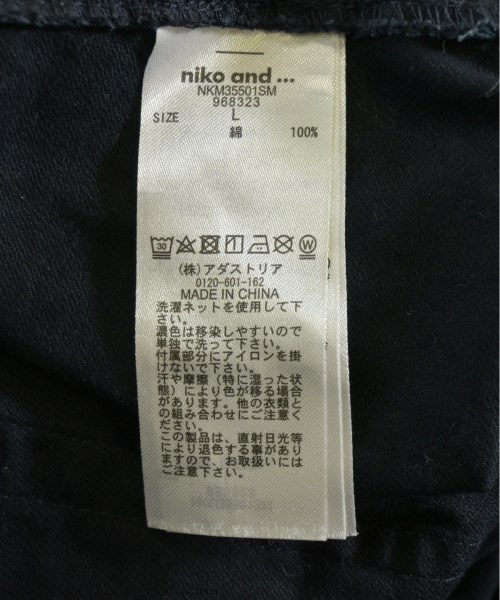 niko and ...
NKM35501SM
968323
SIZE L
綿 100%
30
W
(株)アダストリア
0120-601-162
MADE IN CHINA
洗濯ネットを使用して下
さい。
濃色は移染しやすいので
単独で洗って下さい。
付属部分にアイロンを掛
けないで下さい。
汗や摩擦(特に湿った状
態)により色が移る場合
があります。他の衣類と
の組み合わせにご注意く
ださい。
この製品は、直射日光等
により退色する事があり
ますので、お取扱いには
ご注意下さい。